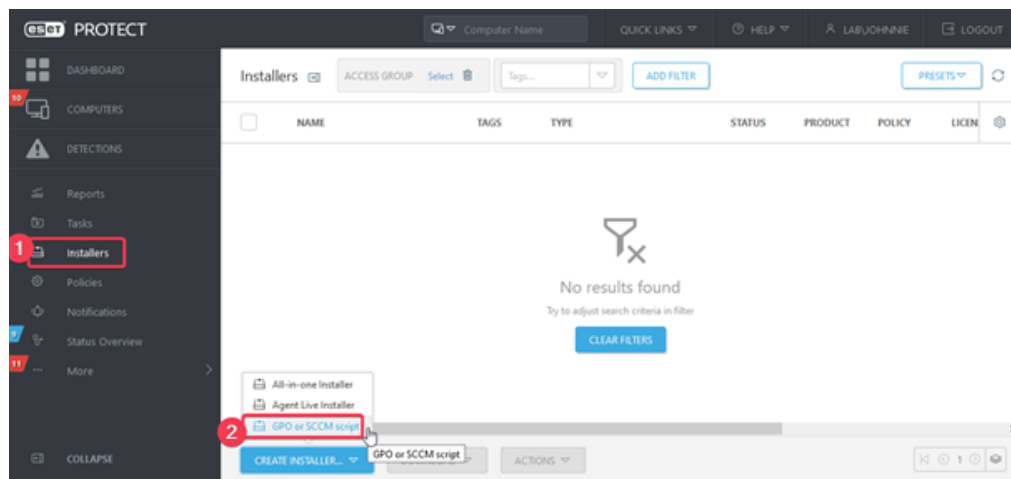 eset PROTECT
Computer Name
QUICK LINKS
HELP
LAB\JOHNNIE
LOGOUT
DASHBOARD
10
COMPUTERS
DETECTIONS
Reports
Tasks
1
Installers
Policies
Notifications
Status Overview
11
More
COLLAPSE
Installers
ACCESS GROUP Select
Tags...
ADD FILTER
PRESETS
NAME TAGS TYPE STATUS PRODUCT POLICY LICEN
No results found
Try to adjust search criteria in filter
CLEAR FILTERS
All-in-one Installer
Agent Live Installer
2
GPO or SCCM script
GPO or SCCM script
CREATE INSTALLER...
ACTIONS
1